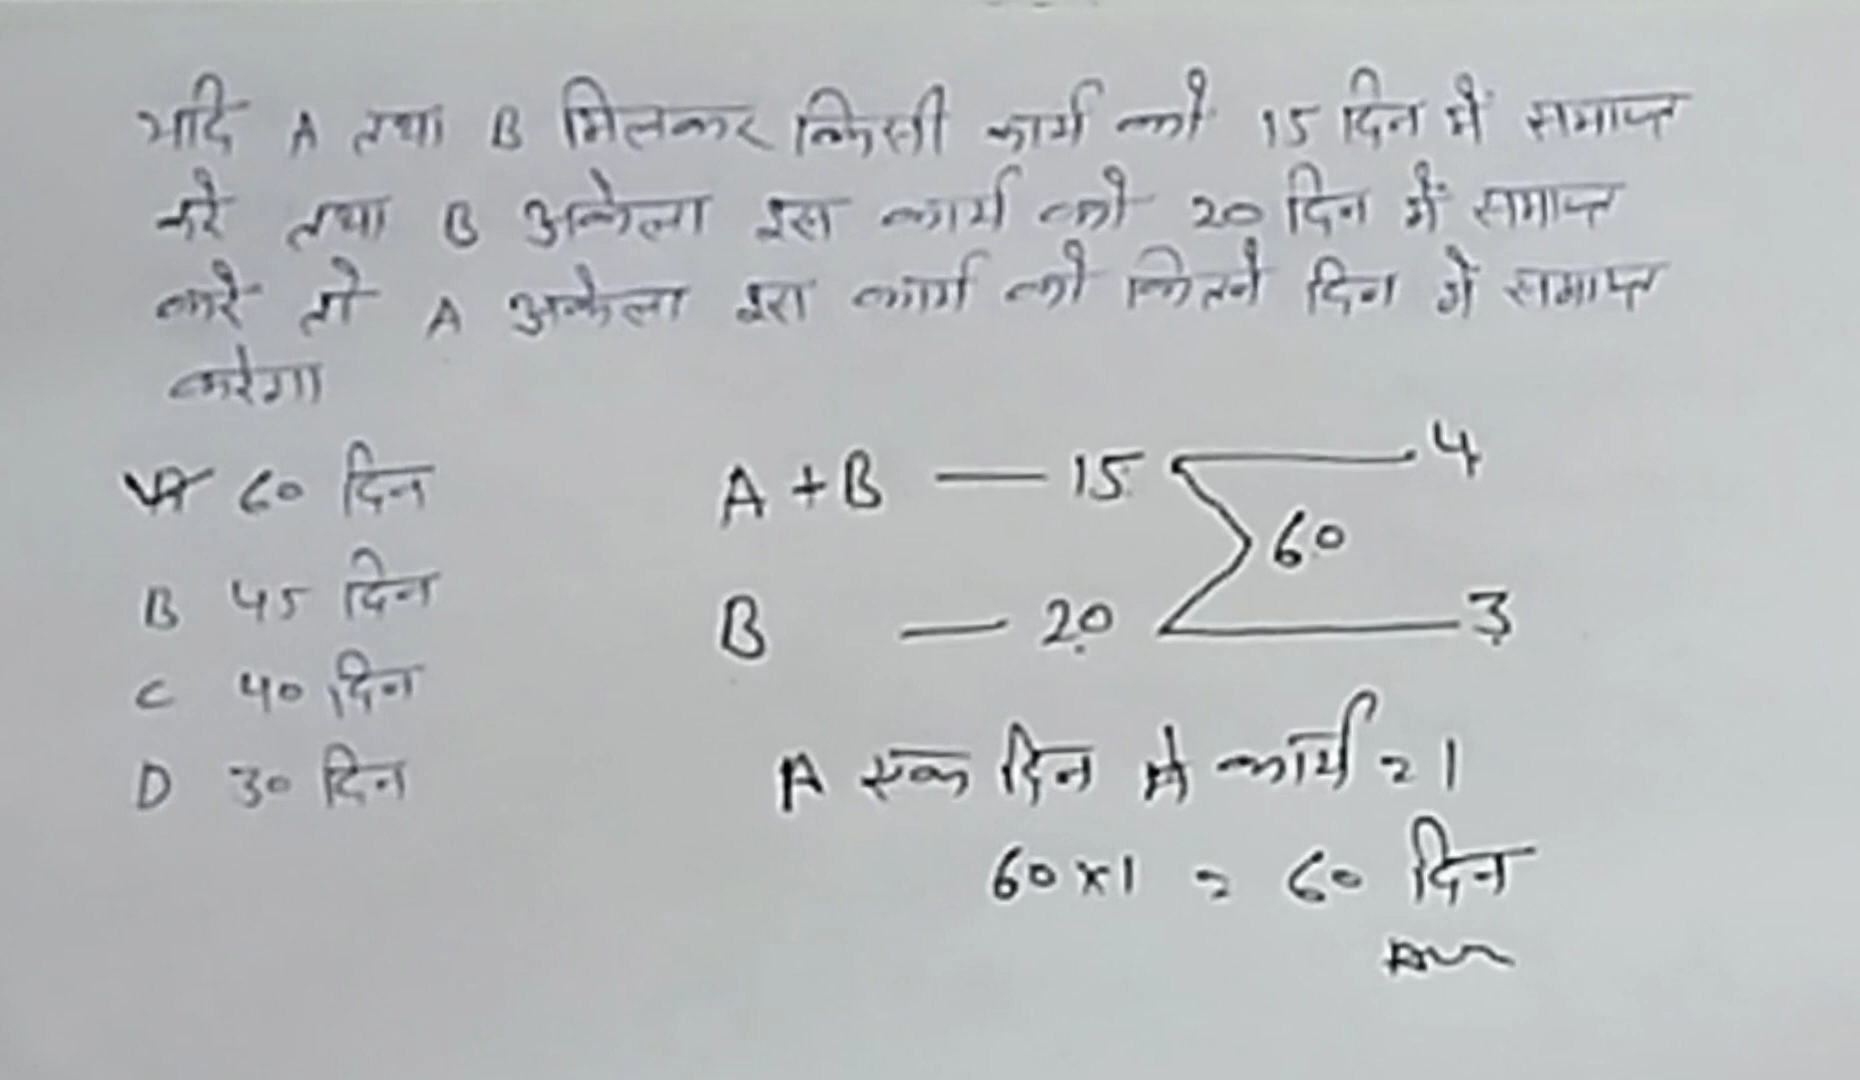 यदि A तथा B मिलकर किसी कार्य को 15 दिन में समाप्त
करे तथा B अकेला इस कार्य को 20 दिन में समाप्त
करे तो A अकेला इस कार्य को कितने दिन में समाप्त
करेगा
A 60 दिन
B 45 दिन
C 40 दिन
D 30 दिन
A + B — 15 4
60
B — 20 3
A एक दिन में कार्य = 1
60 × 1 = 60 दिन
Ans